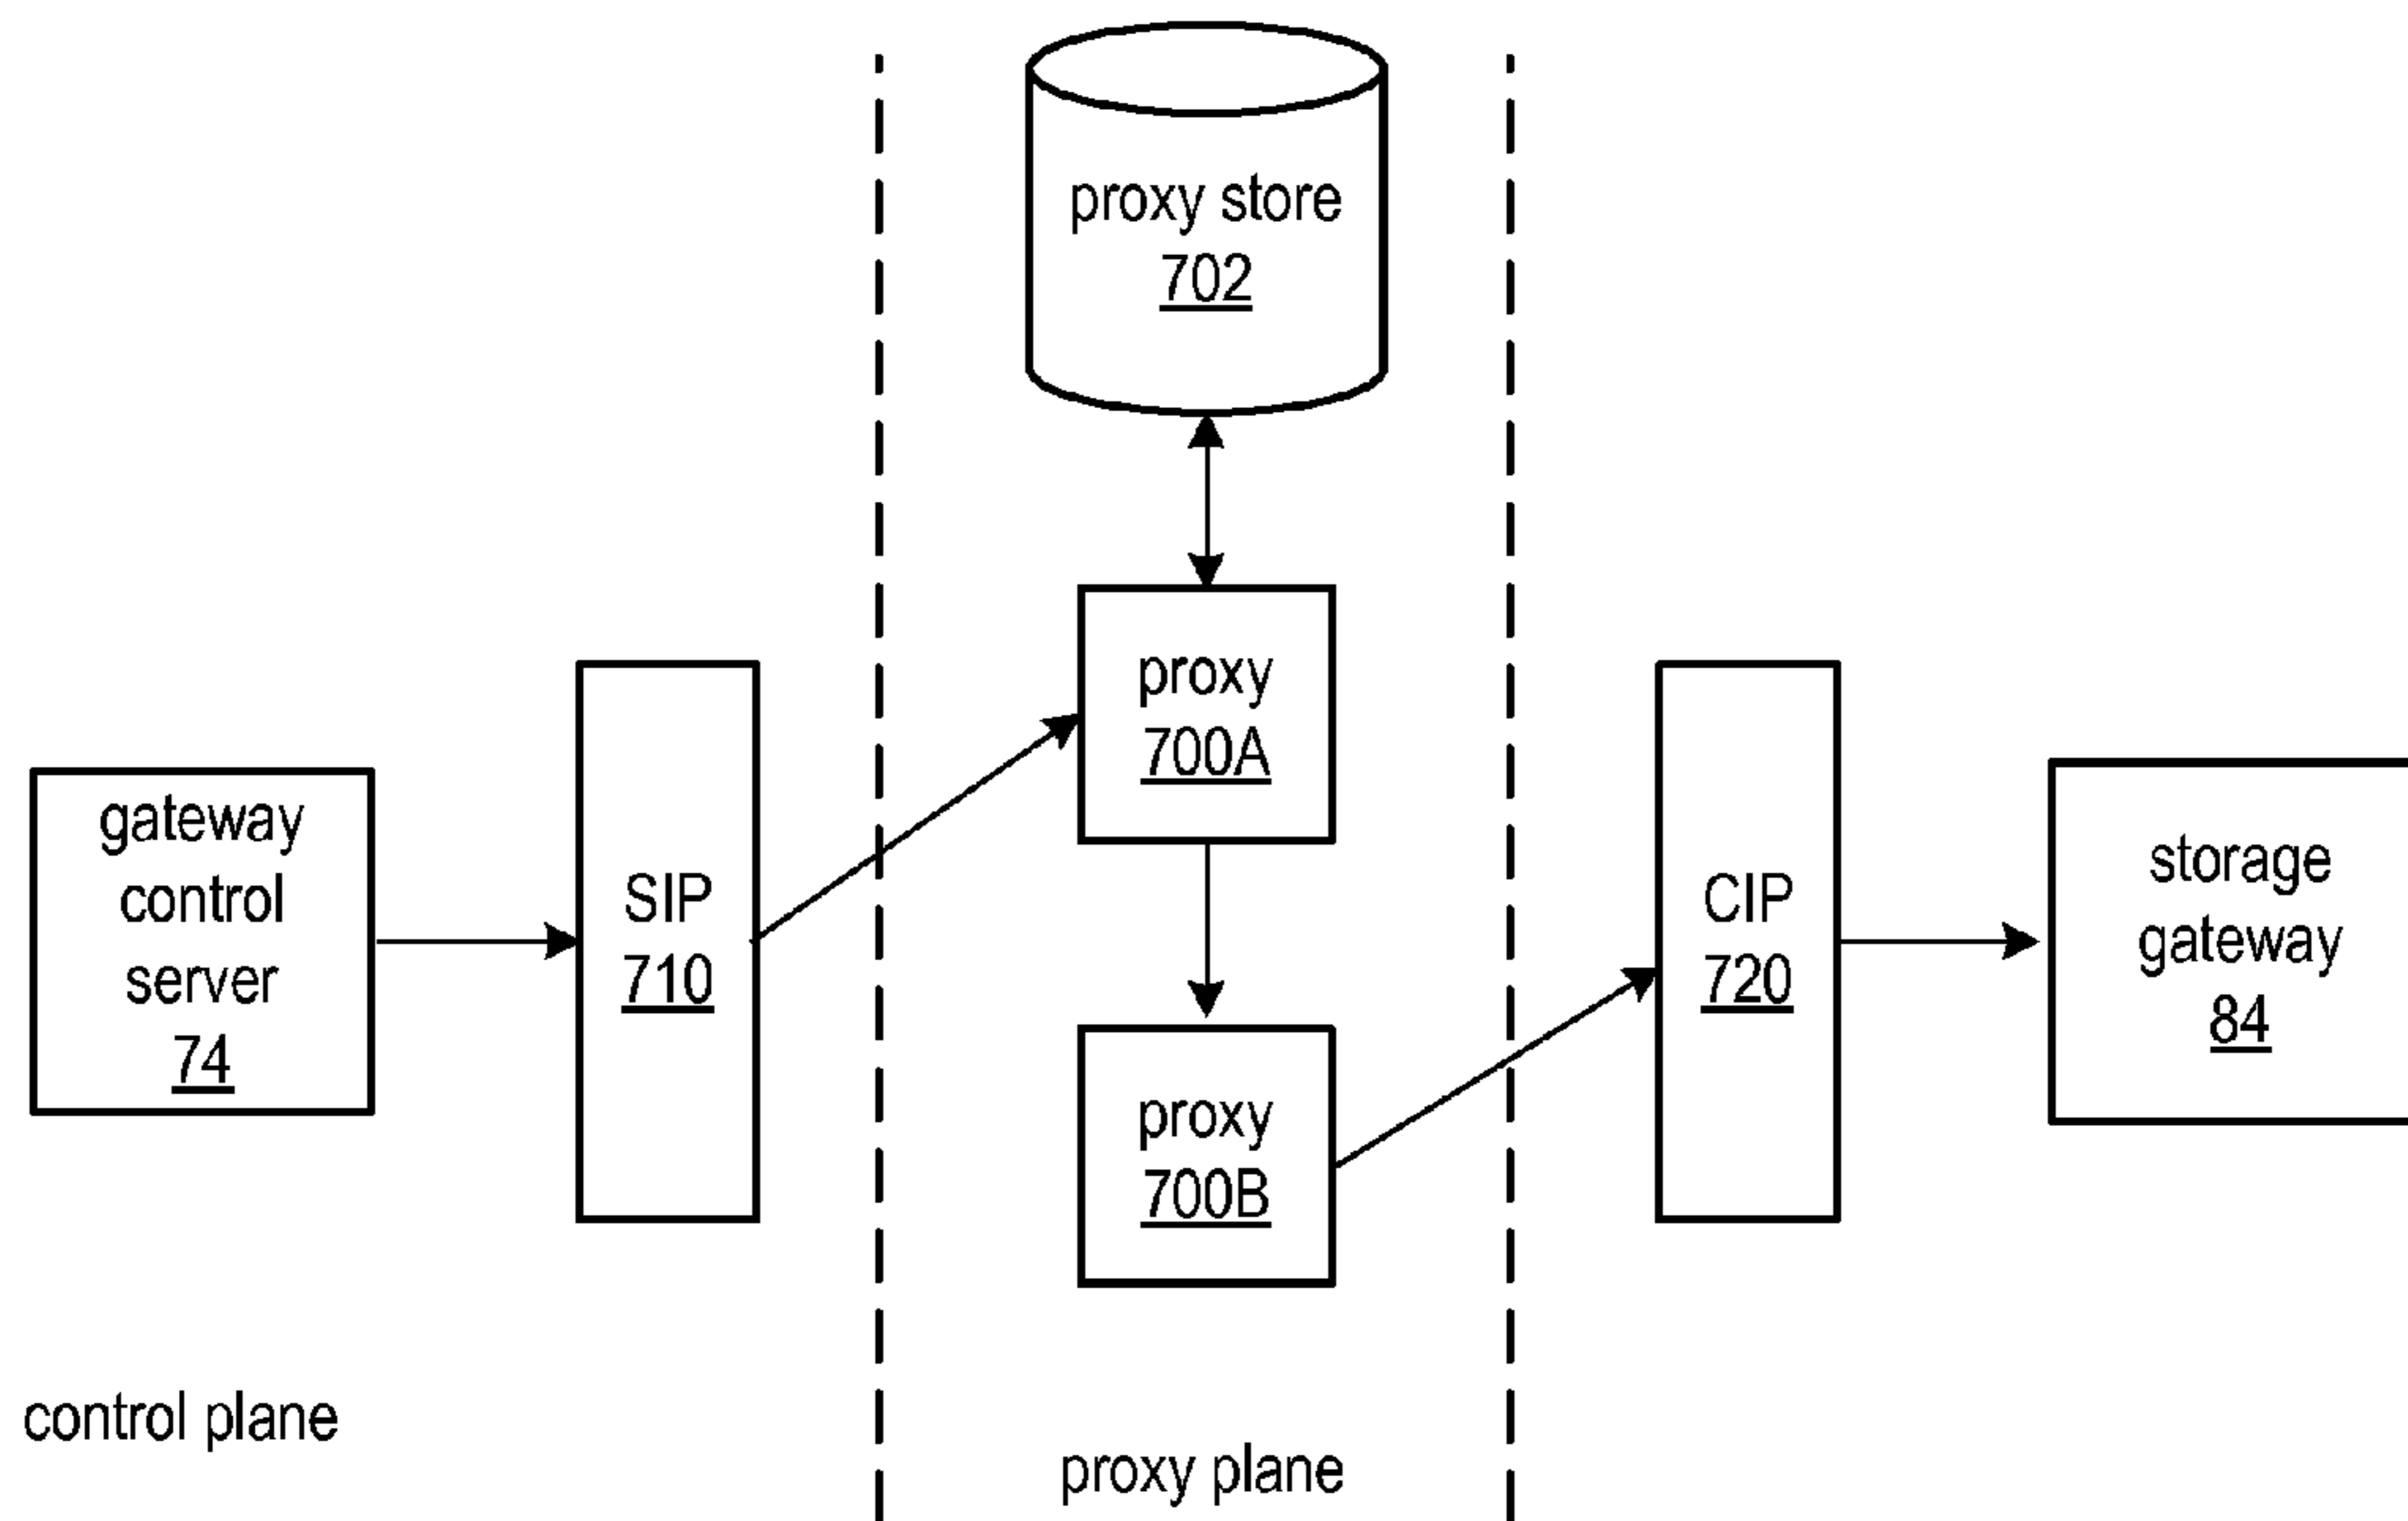 proxy store
702
proxy
700A
gateway
control
server
74
SIP
710
CIP
720
storage
gateway
84
proxy
700B
control plane
proxy plane